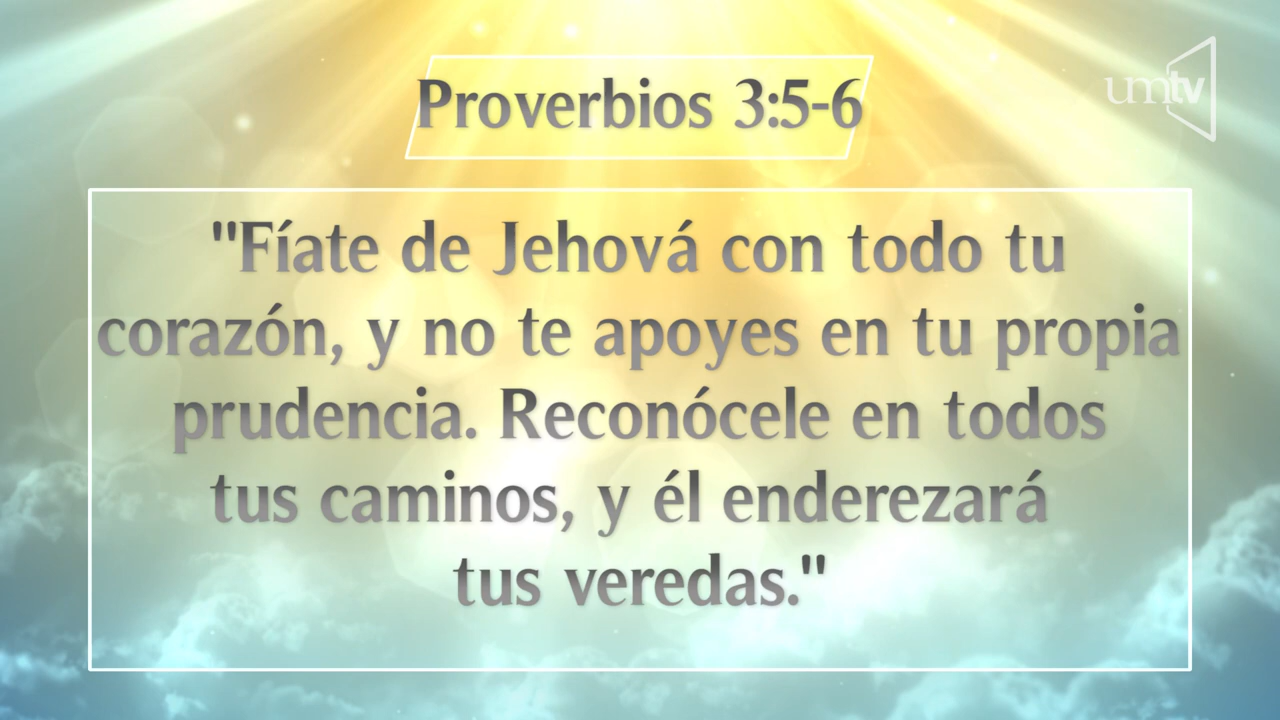 Proverbios 3:5-6
umtv
"Fíate de Jehová con todo tu
corazón, y no te apoyes en tu propia
prudencia. Reconócele en todos
tus caminos, y él enderezará
tus veredas."